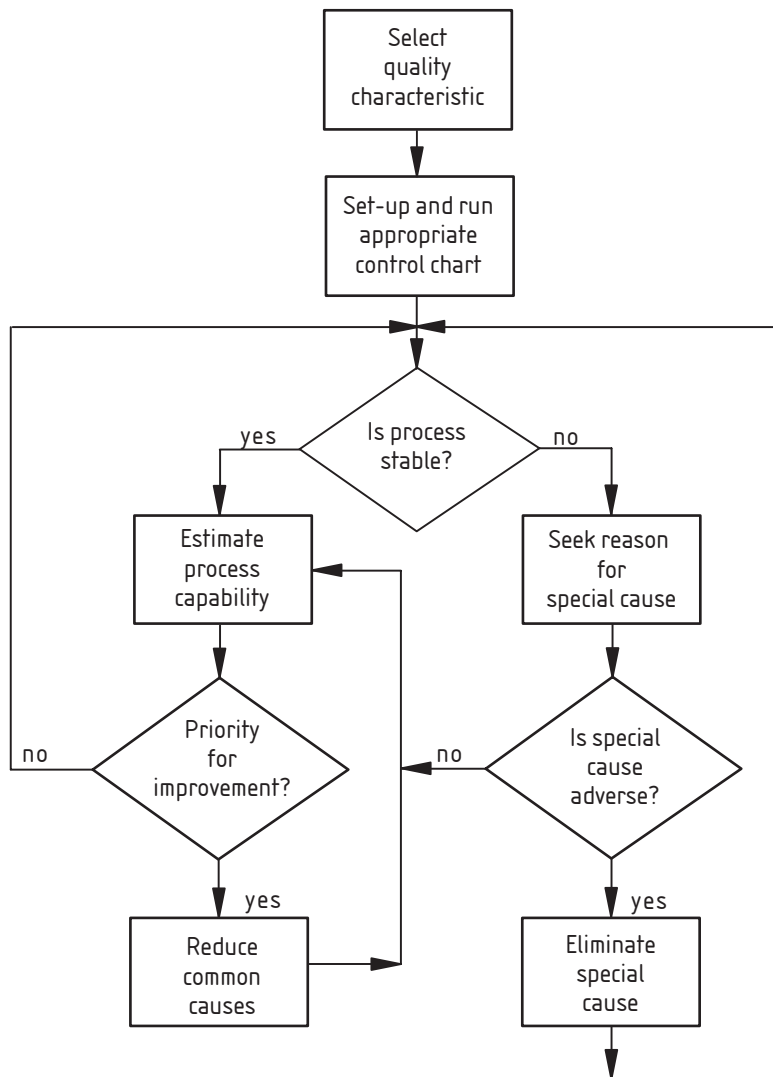 Select
quality
characteristic
Set-up and run
appropriate
control chart
Is process
stable?
yes
no
Estimate
process
capability
Seek reason
for
special cause
Priority
for
improvement?
no
Is special
cause
adverse?
no
yes
Reduce
common
causes
yes
Eliminate
special
cause